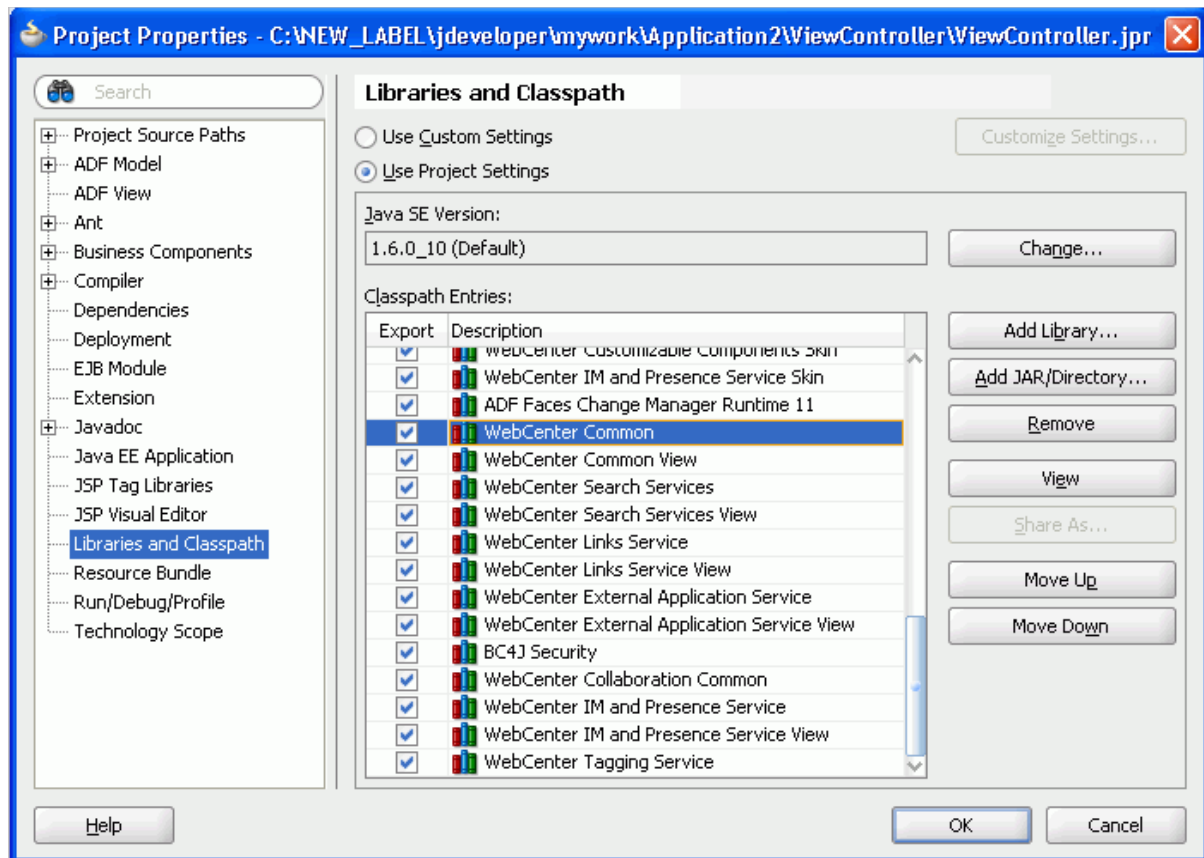 Project Properties - C:\NEW_LABEL\jdeveloper\mywork\Application2\ViewController\ViewController.jpr
Search
Project Source Paths
ADF Model
ADF View
Ant
Business Components
Compiler
Dependencies
Deployment
EJB Module
Extension
Javadoc
Java EE Application
JSP Tag Libraries
JSP Visual Editor
Libraries and Classpath
Resource Bundle
Run/Debug/Profile
Technology Scope
Libraries and Classpath
Use Custom Settings
Customize Settings...
Use Project Settings
Java SE Version:
1.6.0_10 (Default)
Change...
Classpath Entries:
Export Description
WebCenter Customizable Components Skin
WebCenter IM and Presence Service Skin
ADF Faces Change Manager Runtime 11
WebCenter Common
WebCenter Common View
WebCenter Search Services
WebCenter Search Services View
WebCenter Links Service
WebCenter Links Service View
WebCenter External Application Service
WebCenter External Application Service View
BC4J Security
WebCenter Collaboration Common
WebCenter IM and Presence Service
WebCenter IM and Presence Service View
WebCenter Tagging Service
Add Library...
Add JAR/Directory...
Remove
View
Share As...
Move Up
Move Down
Help
OK
Cancel